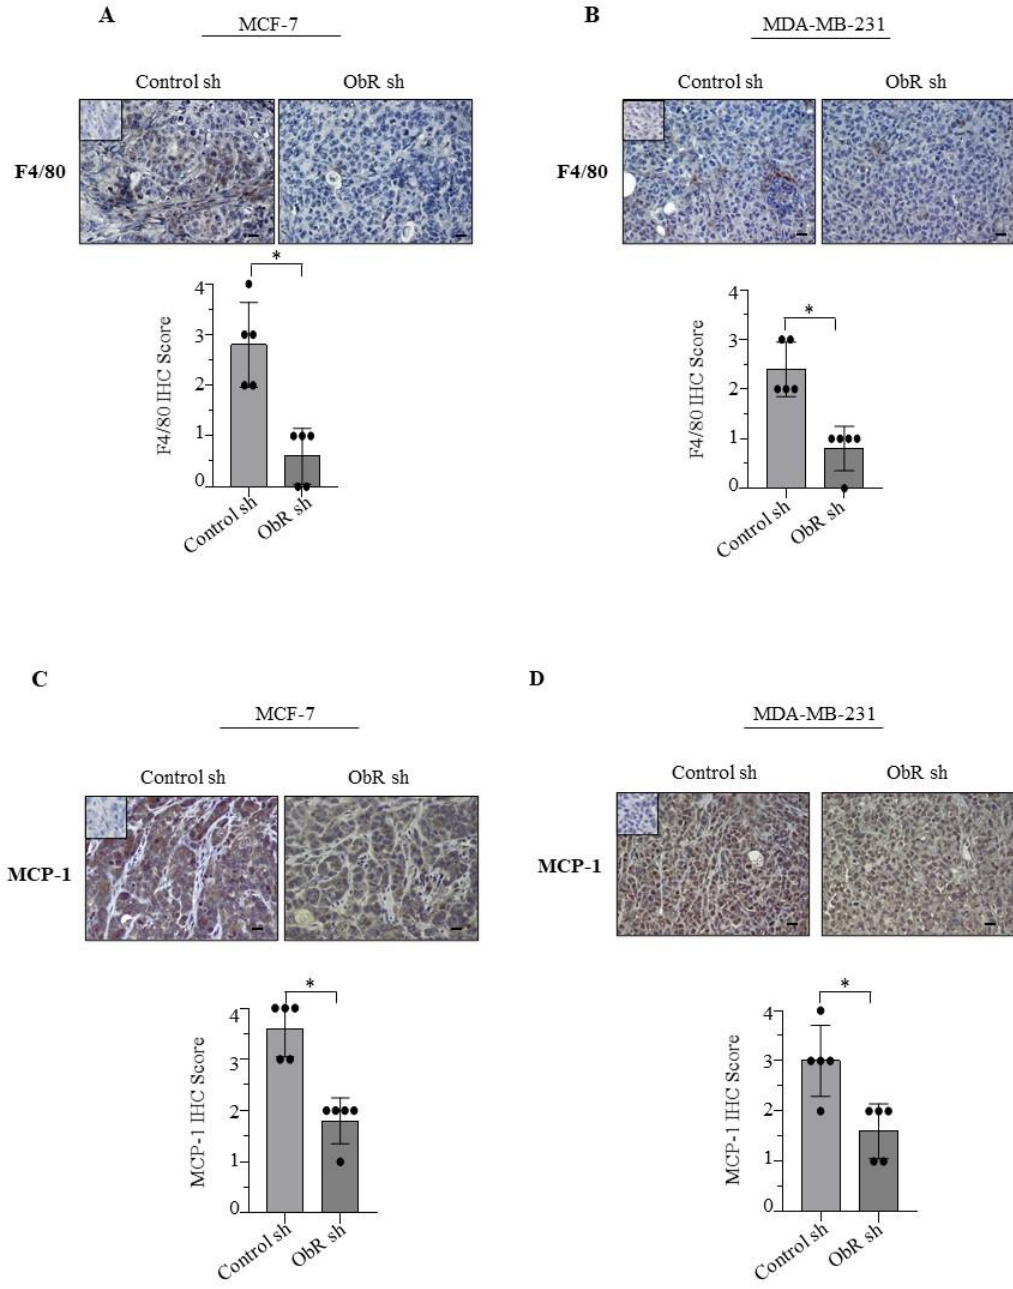 A
MCF-7
Control sh
ObR sh
F4/80
*
4
3
2
1
0
F4/80 IHC Score
Control sh
ObR sh
B
MDA-MB-231
Control sh
ObR sh
F4/80
*
4
3
2
1
0
F4/80 IHC Score
Control sh
ObR sh
C
MCF-7
Control sh
ObR sh
MCP-1
*
4
3
2
1
0
MCP-1 IHC Score
Control sh
ObR sh
D
MDA-MB-231
Control sh
ObR sh
MCP-1
*
4
3
2
1
0
MCP-1 IHC Score
Control sh
ObR sh